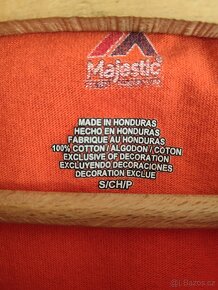 Majestic
MADE IN HONDURAS
HECHO EN HONDURAS
FABRIQUE AU HONDURAS
100% COTTON / ALGODON / COTON
EXCLUSIVE OF DECORATION
EXCLUYENDO DECORACIONES
DECORATION EXCLUE
S/CH/P